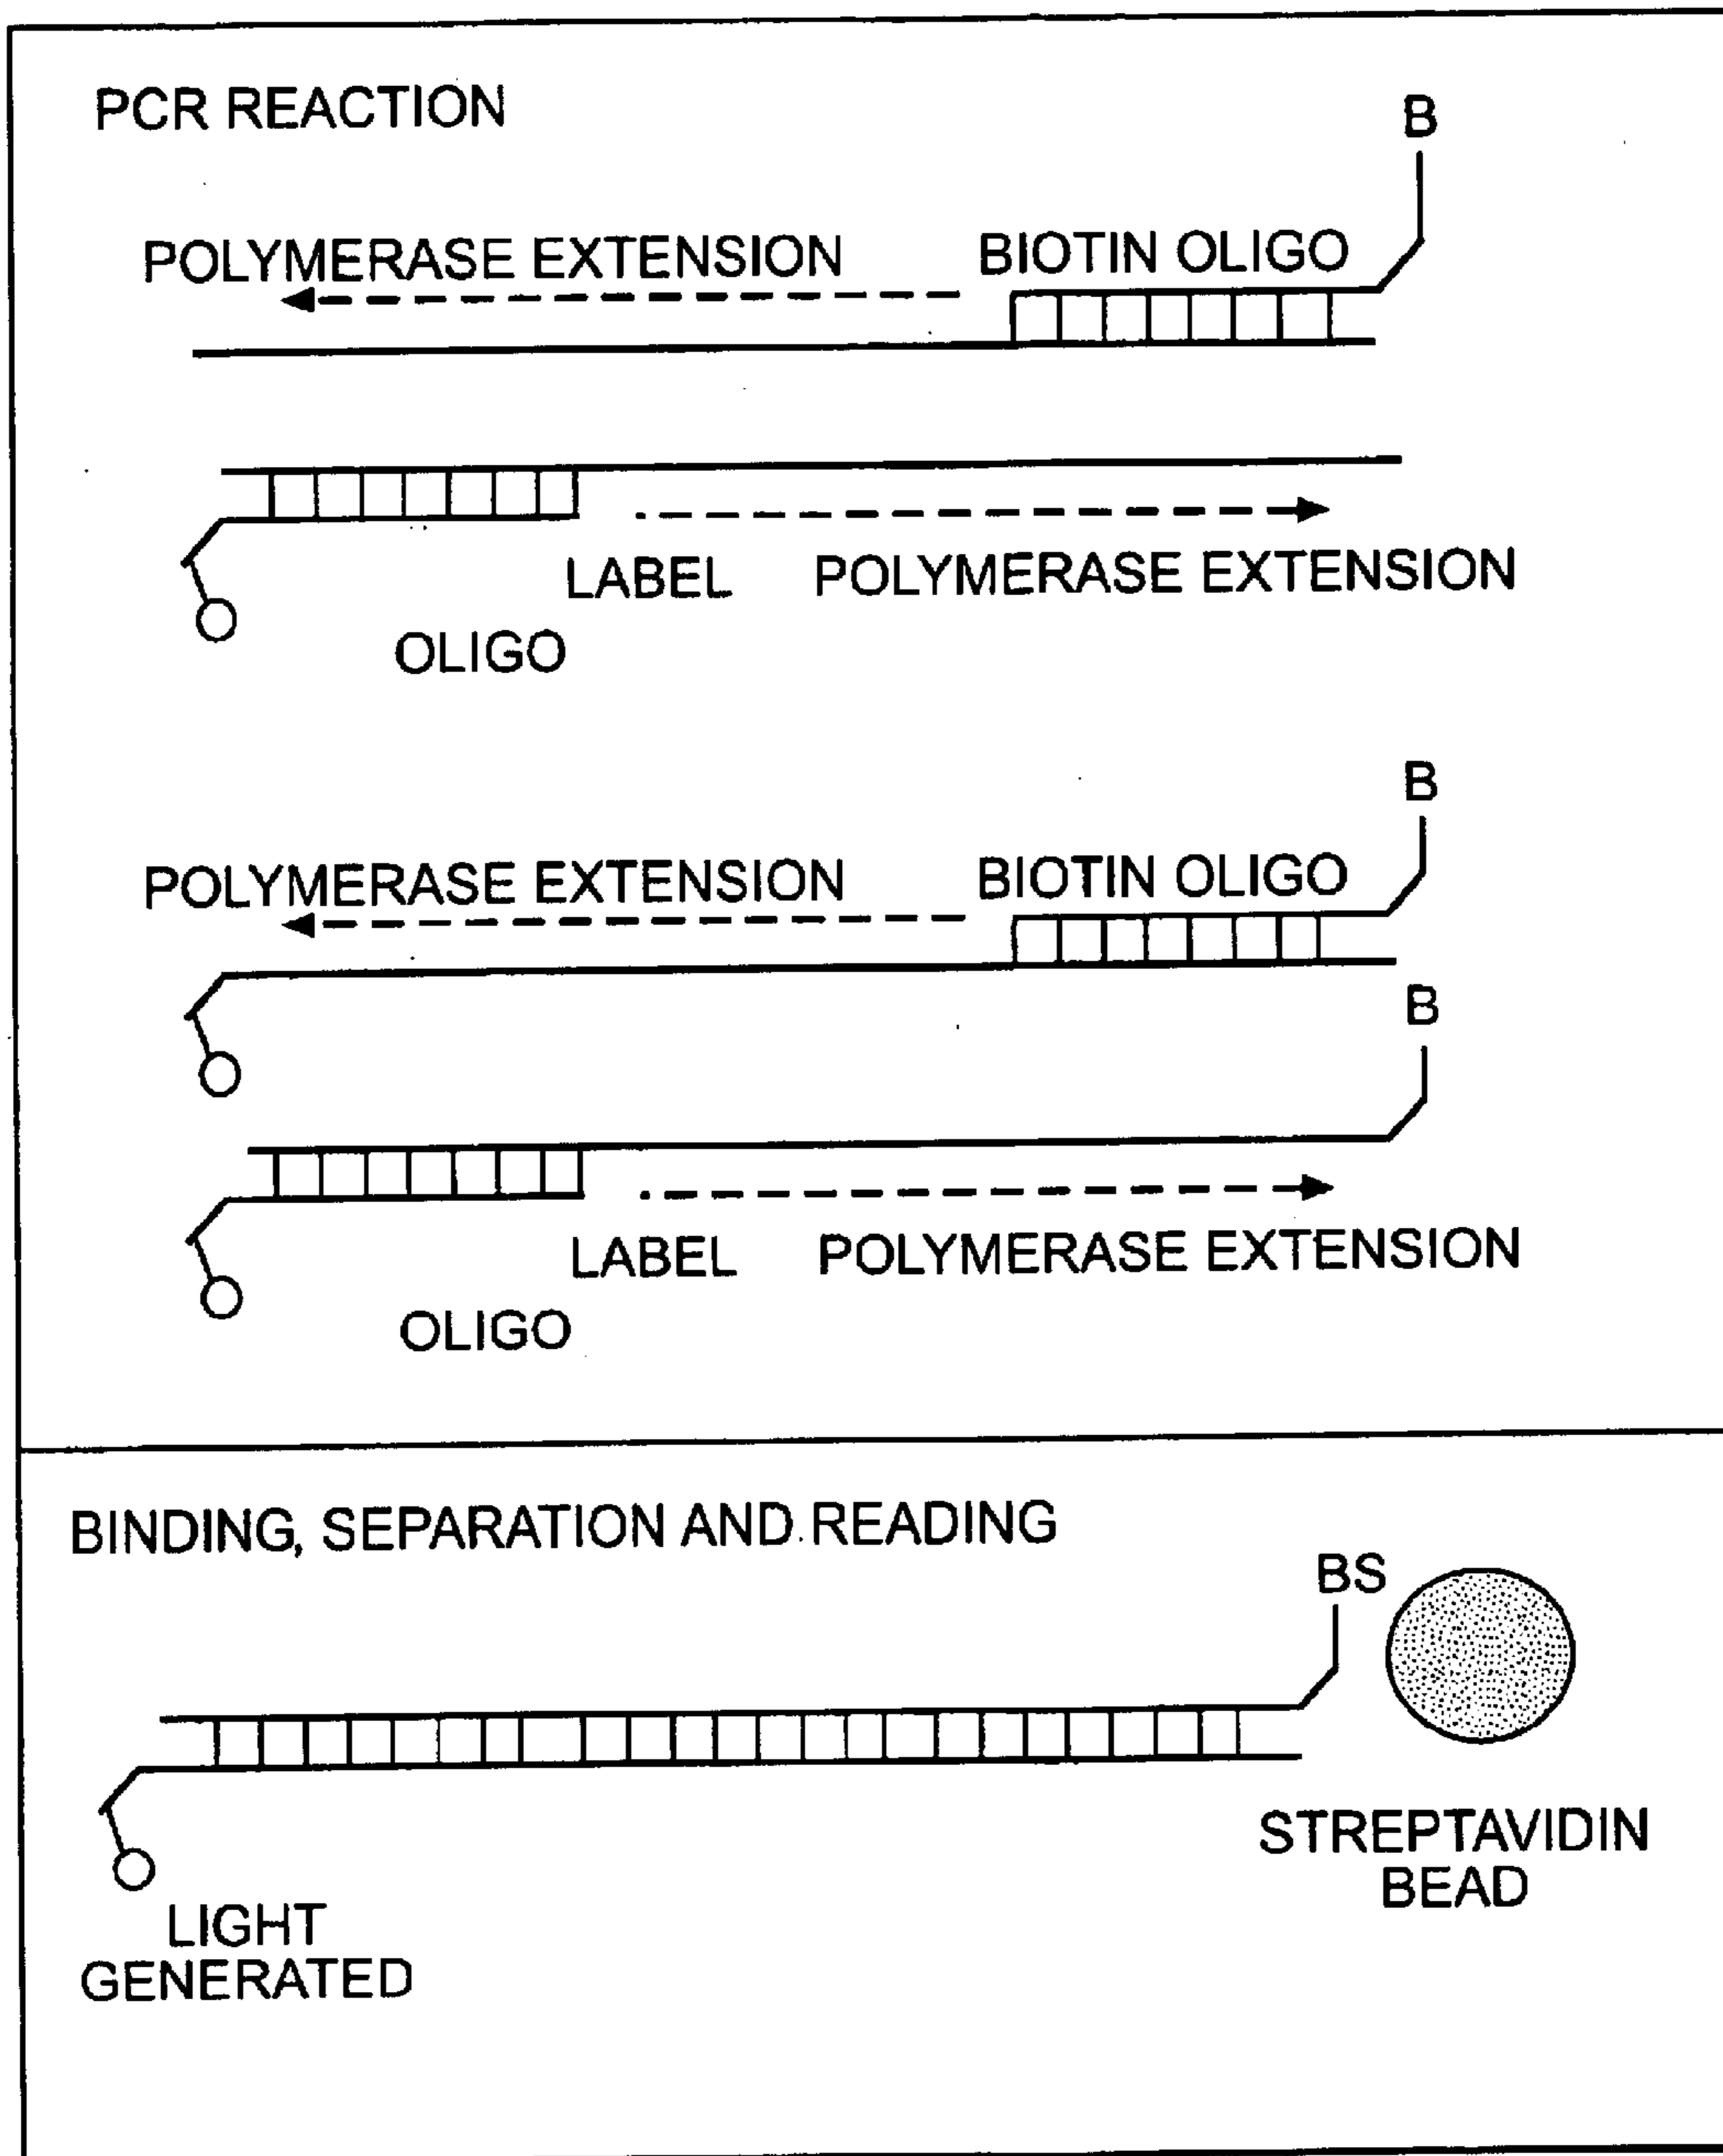 PCR REACTION
B
POLYMERASE EXTENSION BIOTIN OLIGO
LABEL POLYMERASE EXTENSION
OLIGO
B
POLYMERASE EXTENSION BIOTIN OLIGO
B
LABEL POLYMERASE EXTENSION
OLIGO
BINDING, SEPARATION AND READING
BS
STREPTAVIDIN
BEAD
LIGHT
GENERATED